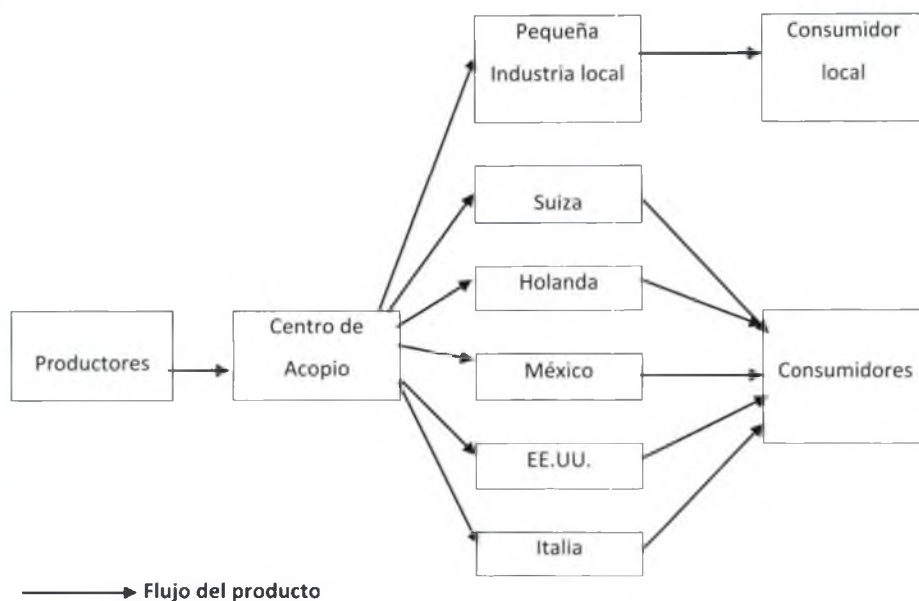 Pequeña
Industria local
Consumidor
local
Suiza
Holanda
Productores
Centro de
Acopio
México
Consumidores
EE.UU.
Italia
Flujo del producto